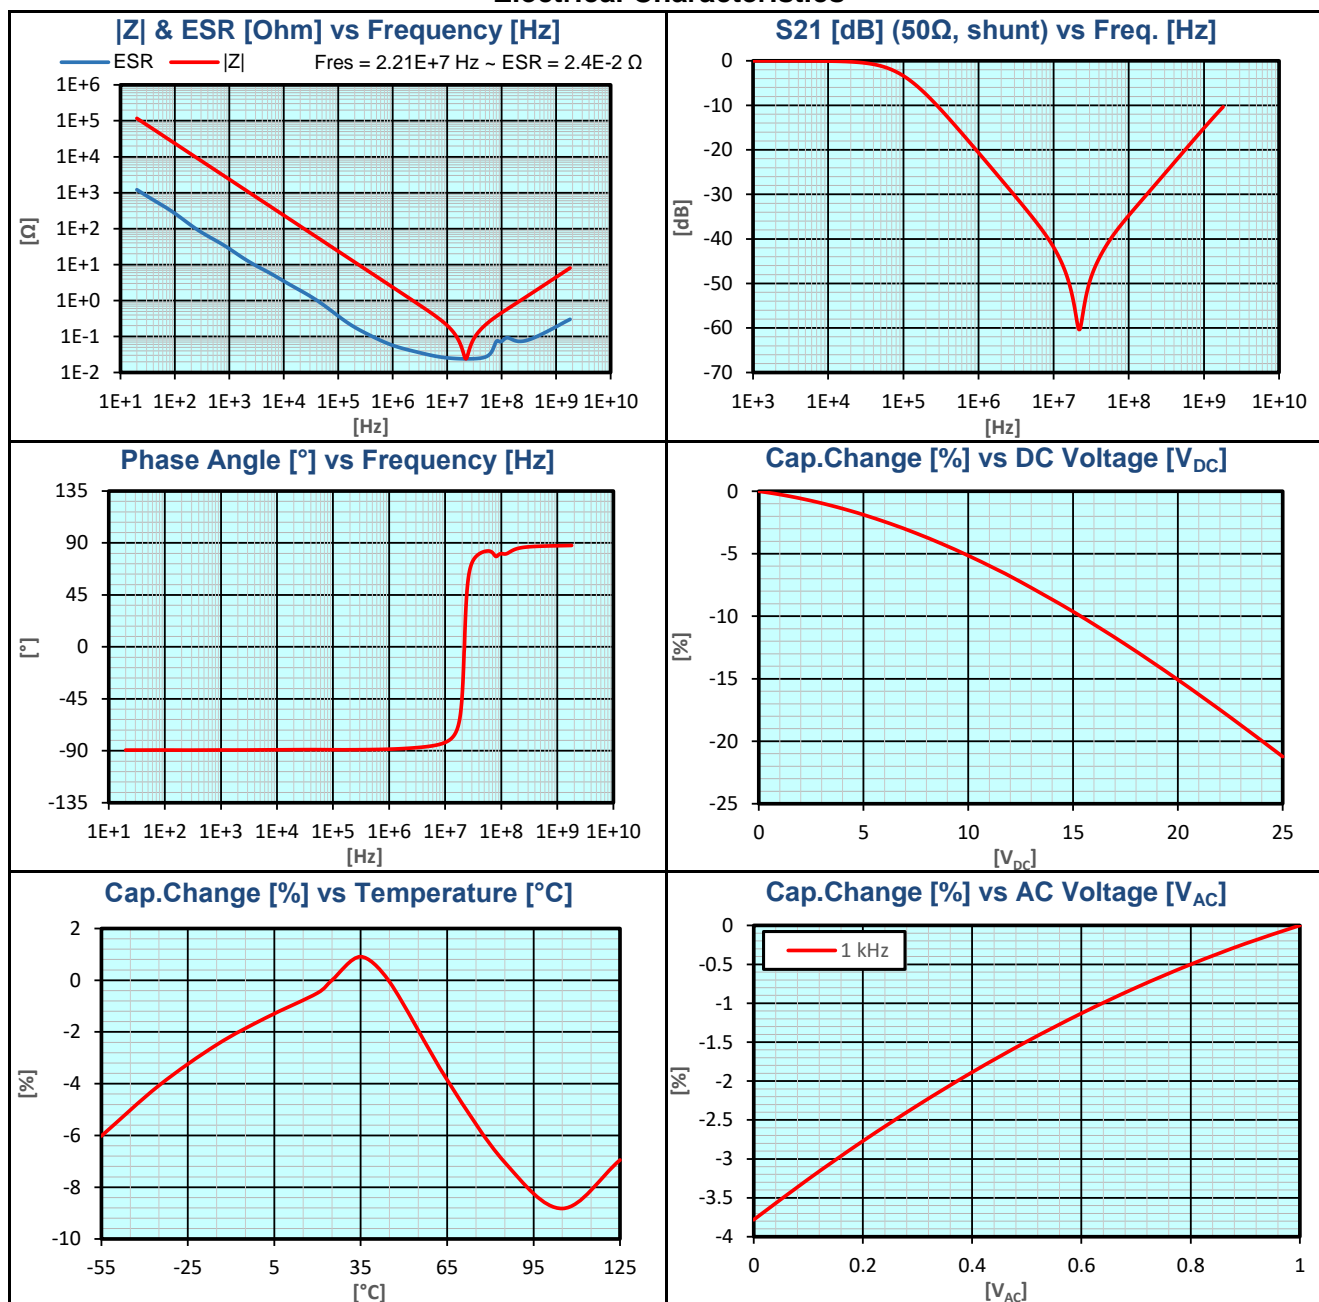 |Z| & ESR [Ohm] vs Frequency [Hz]
ESR |Z| Fres = 2.21E+7 Hz ~ ESR = 2.4E-2 Ω
1E+6
1E+5
1E+4
1E+3
1E+2
1E+1
1E+0
1E-1
1E-2
[Ω]
1E+1 1E+2 1E+3 1E+4 1E+5 1E+6 1E+7 1E+8 1E+9 1E+10
[Hz]
S21 [dB] (50Ω, shunt) vs Freq. [Hz]
0
-10
-20
-30
-40
-50
-60
-70
[dB]
1E+3 1E+4 1E+5 1E+6 1E+7 1E+8 1E+9 1E+10
[Hz]
Phase Angle [°] vs Frequency [Hz]
135
90
45
0
-45
-90
-135
[°]
1E+1 1E+2 1E+3 1E+4 1E+5 1E+6 1E+7 1E+8 1E+9 1E+10
[Hz]
Cap.Change [%] vs DC Voltage [VDC]
0
-5
-10
-15
-20
-25
[%]
0 5 10 15 20 25
[VDC]
Cap.Change [%] vs Temperature [°C]
2
0
-2
-4
-6
-8
-10
[%]
-55 -25 5 35 65 95 125
[°C]
Cap.Change [%] vs AC Voltage [VAC]
1 kHz
0
-0.5
-1
-1.5
-2
-2.5
-3
-3.5
-4
[%]
0 0.2 0.4 0.6 0.8 1
[VAC]